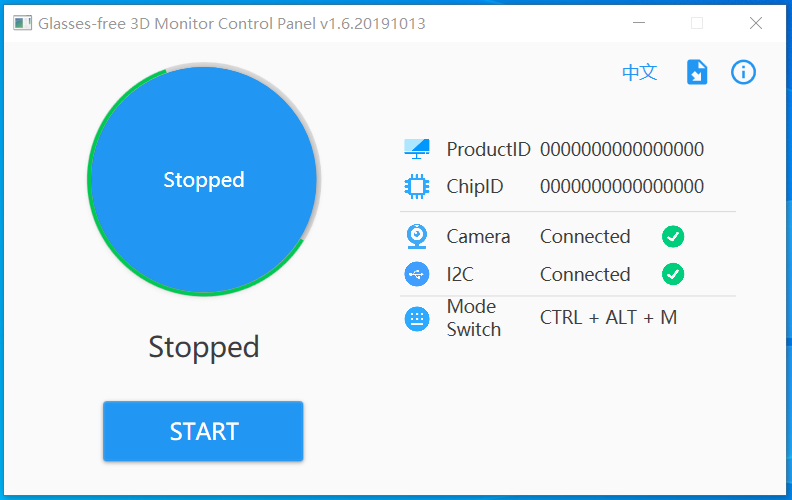 Glasses-free 3D Monitor Control Panel v1.6.20191013
中文
Stopped
ProductID 0000000000000000
ChipID 0000000000000000
Camera Connected
I2C Connected
Mode
Switch CTRL + ALT + M
Stopped
START